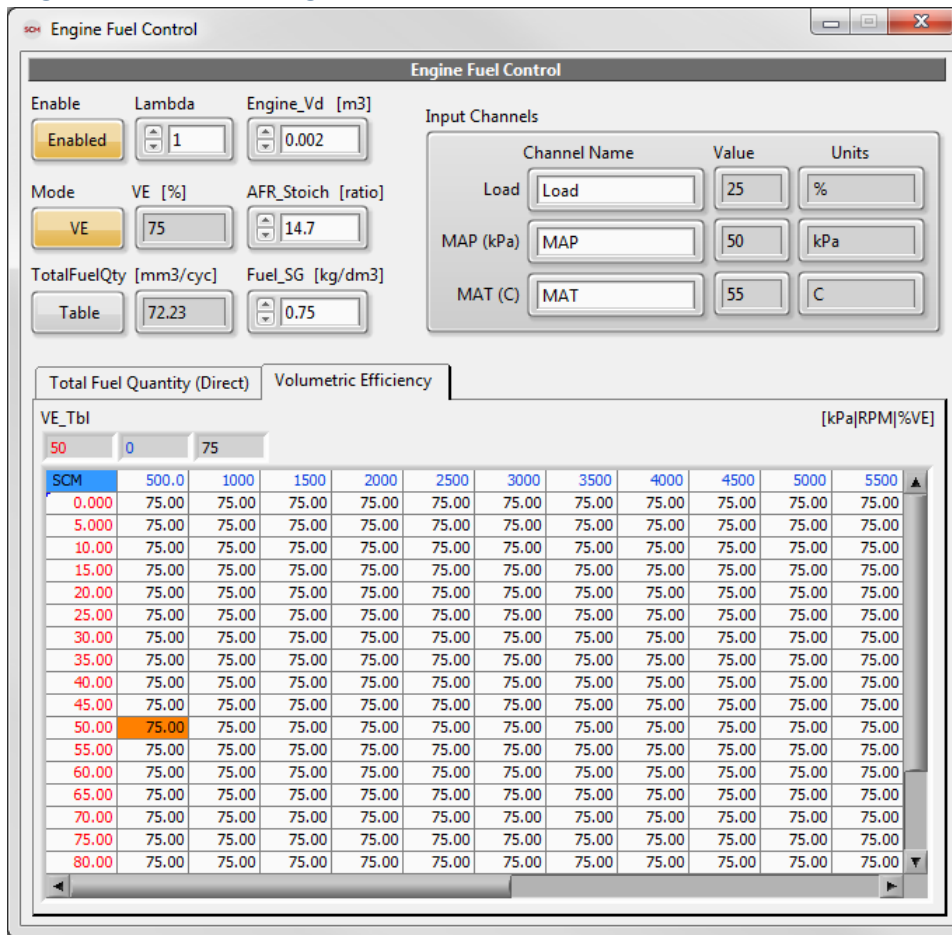 SCM Engine Fuel Control
Engine Fuel Control
Enable Lambda Engine_Vd [m3]
Enabled 1 0.002
Mode VE [%] AFR_Stoich [ratio]
VE 75 14.7
TotalFuelQty [mm3/cyc] Fuel_SG [kg/dm3]
Table 72.23 0.75
Input Channels
Channel Name Value Units
Load Load 25 %
MAP (kPa) MAP 50 kPa
MAT (C) MAT 55 C
Total Fuel Quantity (Direct) Volumetric Efficiency
VE_Tbl [kPa|RPM|%VE]
50 0 75
SCM 500.0 1000 1500 2000 2500 3000 3500 4000 4500 5000 5500
0.000 75.00 75.00 75.00 75.00 75.00 75.00 75.00 75.00 75.00 75.00 75.00
5.000 75.00 75.00 75.00 75.00 75.00 75.00 75.00 75.00 75.00 75.00 75.00
10.00 75.00 75.00 75.00 75.00 75.00 75.00 75.00 75.00 75.00 75.00 75.00
15.00 75.00 75.00 75.00 75.00 75.00 75.00 75.00 75.00 75.00 75.00 75.00
20.00 75.00 75.00 75.00 75.00 75.00 75.00 75.00 75.00 75.00 75.00 75.00
25.00 75.00 75.00 75.00 75.00 75.00 75.00 75.00 75.00 75.00 75.00 75.00
30.00 75.00 75.00 75.00 75.00 75.00 75.00 75.00 75.00 75.00 75.00 75.00
35.00 75.00 75.00 75.00 75.00 75.00 75.00 75.00 75.00 75.00 75.00 75.00
40.00 75.00 75.00 75.00 75.00 75.00 75.00 75.00 75.00 75.00 75.00 75.00
45.00 75.00 75.00 75.00 75.00 75.00 75.00 75.00 75.00 75.00 75.00 75.00
50.00 75.00 75.00 75.00 75.00 75.00 75.00 75.00 75.00 75.00 75.00 75.00
55.00 75.00 75.00 75.00 75.00 75.00 75.00 75.00 75.00 75.00 75.00 75.00
60.00 75.00 75.00 75.00 75.00 75.00 75.00 75.00 75.00 75.00 75.00 75.00
65.00 75.00 75.00 75.00 75.00 75.00 75.00 75.00 75.00 75.00 75.00 75.00
70.00 75.00 75.00 75.00 75.00 75.00 75.00 75.00 75.00 75.00 75.00 75.00
75.00 75.00 75.00 75.00 75.00 75.00 75.00 75.00 75.00 75.00 75.00 75.00
80.00 75.00 75.00 75.00 75.00 75.00 75.00 75.00 75.00 75.00 75.00 75.00